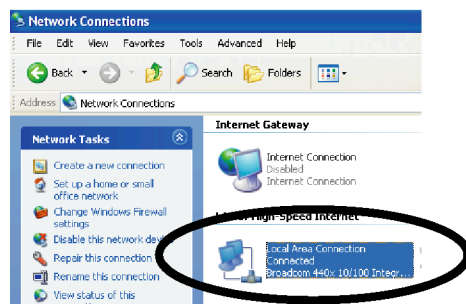 Network Connections
File Edit View Favorites Tools Advanced Help
Back Search Folders
Address Network Connections
Network Tasks
Create a new connection
Set up a home or small
office network
Change Windows Firewall
settings
Disable this network devi
Repair this connection
Rename this connection
View status of this
Internet Gateway
Internet Connection
Disabled
Internet Connection
High-Speed Internet
Local Area Connection
Connected
Broadcom 440x 10/100 Integr...